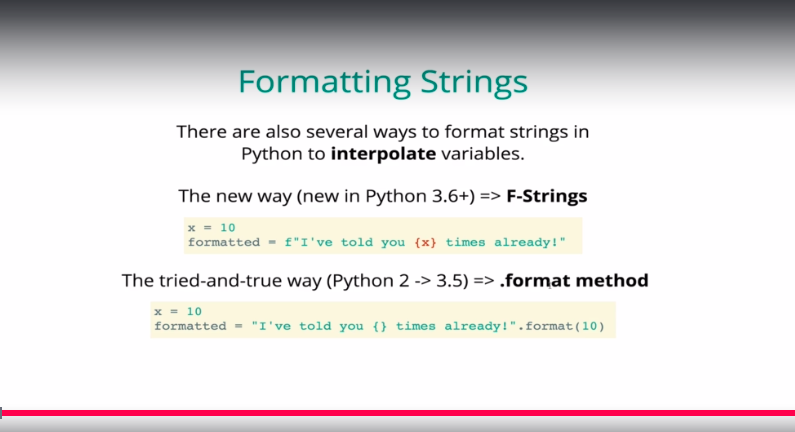 Formatting Strings
There are also several ways to format strings in
Python to interpolate variables.
The new way (new in Python 3.6+) => F-Strings
x = 10
formatted = f"I've told you {x} times already!"
The tried-and-true way (Python 2 -> 3.5) => .format method
x = 10
formatted = "I've told you {} times already!".format(10)